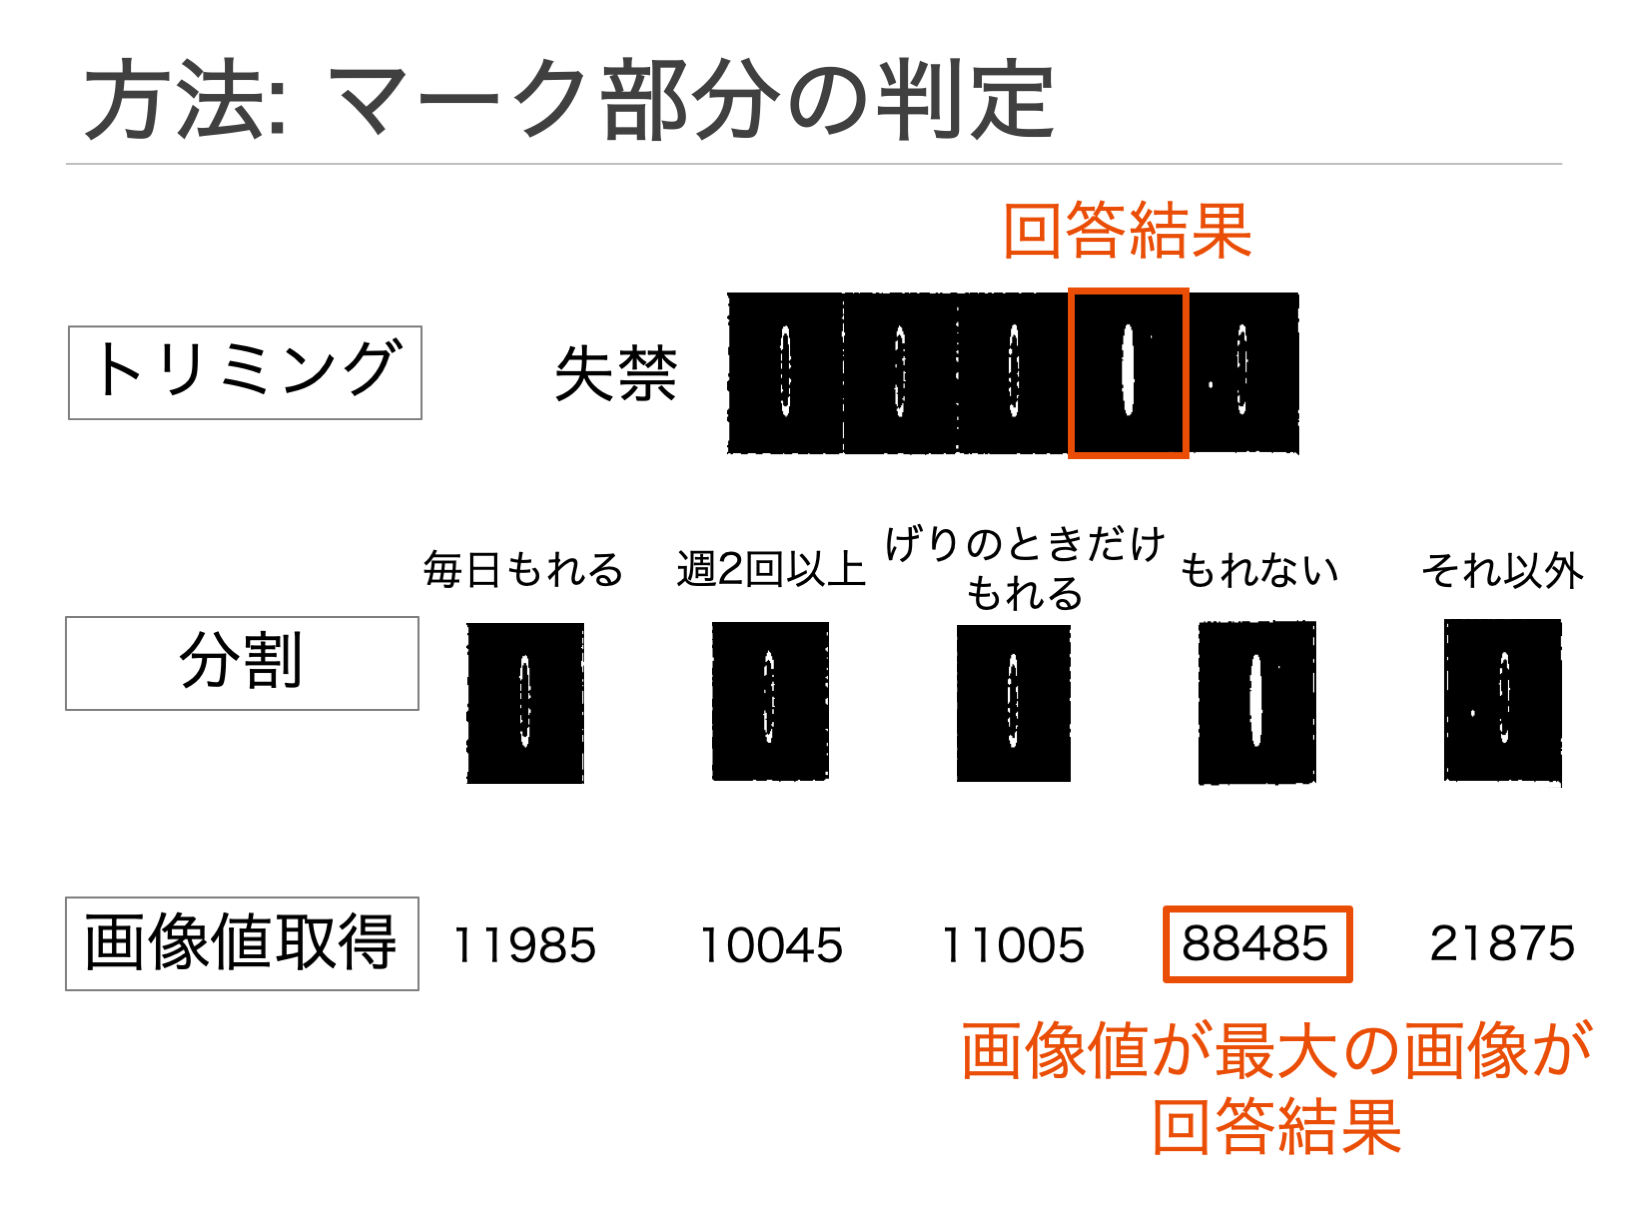 方法: マーク部分の判定
回答結果
トリミング
失禁
毎日もれる
週2回以上
げりのときだけ
もれる
もれない
それ以外
分割
画像値取得
11985
10045
11005
88485
21875
画像値が最大の画像が
回答結果